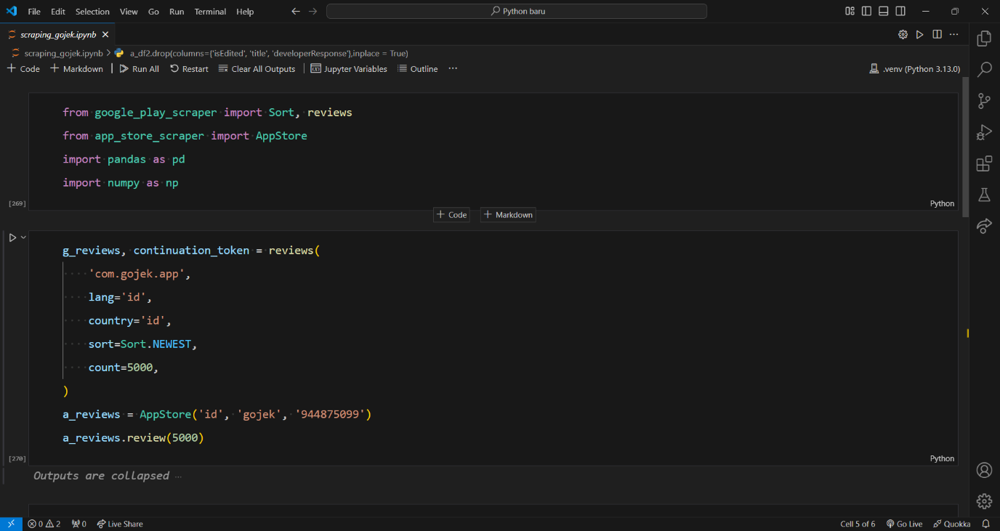 File Edit Selection View Go Run Terminal Help Python baru
scraping_gojek.ipynb
scraping_gojek.ipynb > a_df2.drop(columns={'isEdited', 'title', 'developerResponse'},inplace = True)
+ Code + Markdown | Run All Restart Clear All Outputs | Jupyter Variables Outline ... .venv (Python 3.13.0)
from google_play_scraper import Sort, reviews
from app_store_scraper import AppStore
import pandas as pd
import numpy as np
[269] Python
+ Code + Markdown
g_reviews, continuation_token = reviews(
'com.gojek.app',
lang='id',
country='id',
sort=Sort.NEWEST,
count=5000,
)
a_reviews = AppStore('id', 'gojek', '944875099')
a_reviews.review(5000)
[270] Python
Outputs are collapsed ...
0 2 0 Live Share Cell 5 of 6 Go Live Quokka